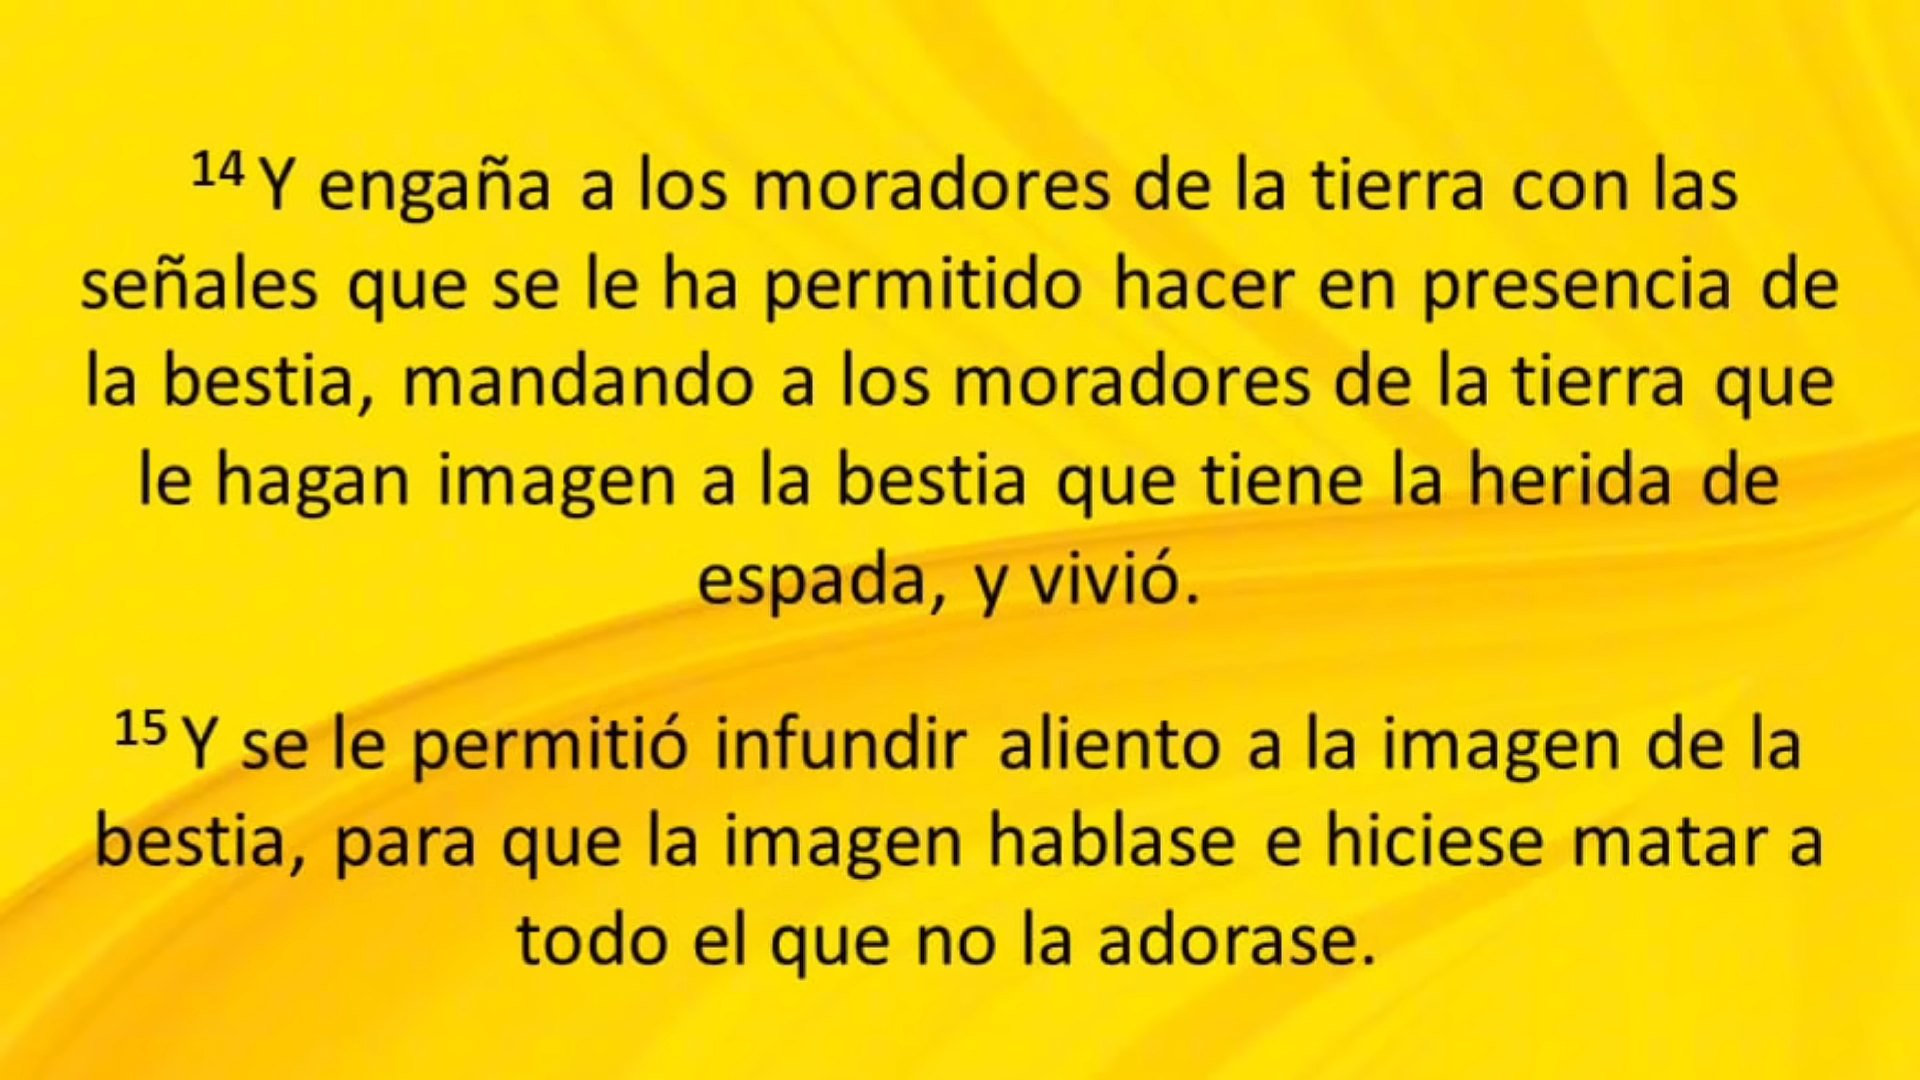 14 Y engaña a los moradores de la tierra con las
señales que se le ha permitido hacer en presencia de
la bestia, mandando a los moradores de la tierra que
le hagan imagen a la bestia que tiene la herida de
espada, y vivió.
15 Y se le permitió infundir aliento a la imagen de la
bestia, para que la imagen hablase e hiciese matar a
todo el que no la adorase.